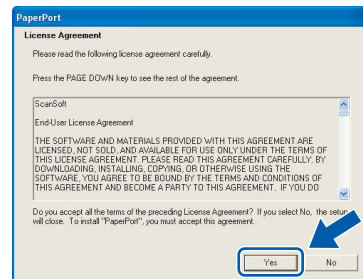 PaperPort
License Agreement
Please read the following license agreement carefully.
Press the PAGE DOWN key to see the rest of the agreement.
ScanSoft
End-User License Agreement
THE SOFTWARE AND MATERIALS PROVIDED WITH THIS AGREEMENT ARE
LICENSED, NOT SOLD, AND AVAILABLE FOR USE ONLY UNDER THE TERMS OF
THIS LICENSE AGREEMENT. PLEASE READ THIS AGREEMENT CAREFULLY. BY
DOWNLOADING, INSTALLING, COPYING, OR OTHERWISE USING THE
SOFTWARE, YOU AGREE TO BE BOUND BY THE TERMS AND CONDITIONS OF
THIS AGREEMENT AND BECOME A PARTY TO THIS AGREEMENT. IF YOU DO
Do you accept all the terms of the preceding License Agreement? If you select No, the setup
will close. To install "PaperPort", you must accept this agreement.
Yes No